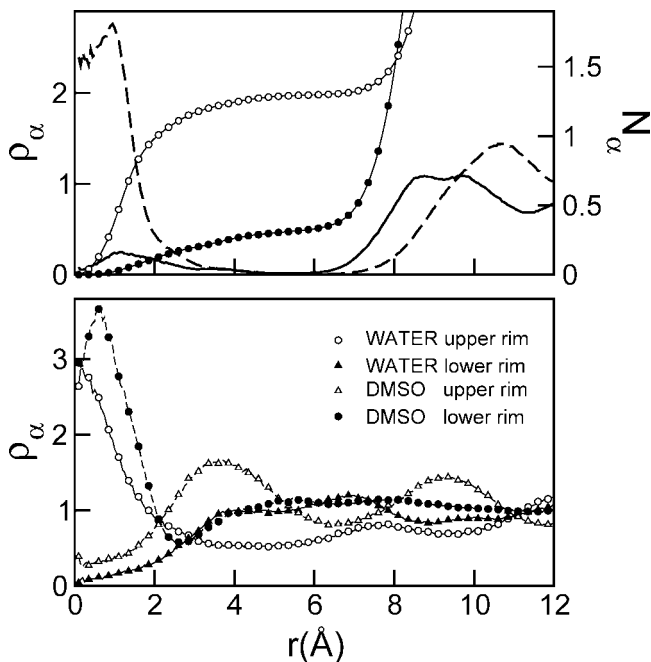 2
1
0
ρα
1.5
1
0.5
0
Nα
3
2
1
0
ρα
WATER upper rim
WATER lower rim
DMSO upper rim
DMSO lower rim
0 2 4 6 8 10 12
r(Å)